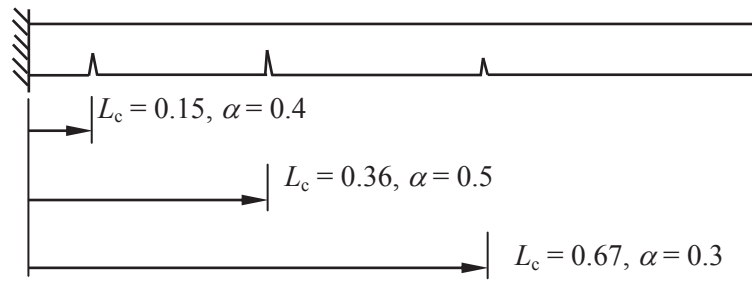 L_c = 0.15, α = 0.4
L_c = 0.36, α = 0.5
L_c = 0.67, α = 0.3